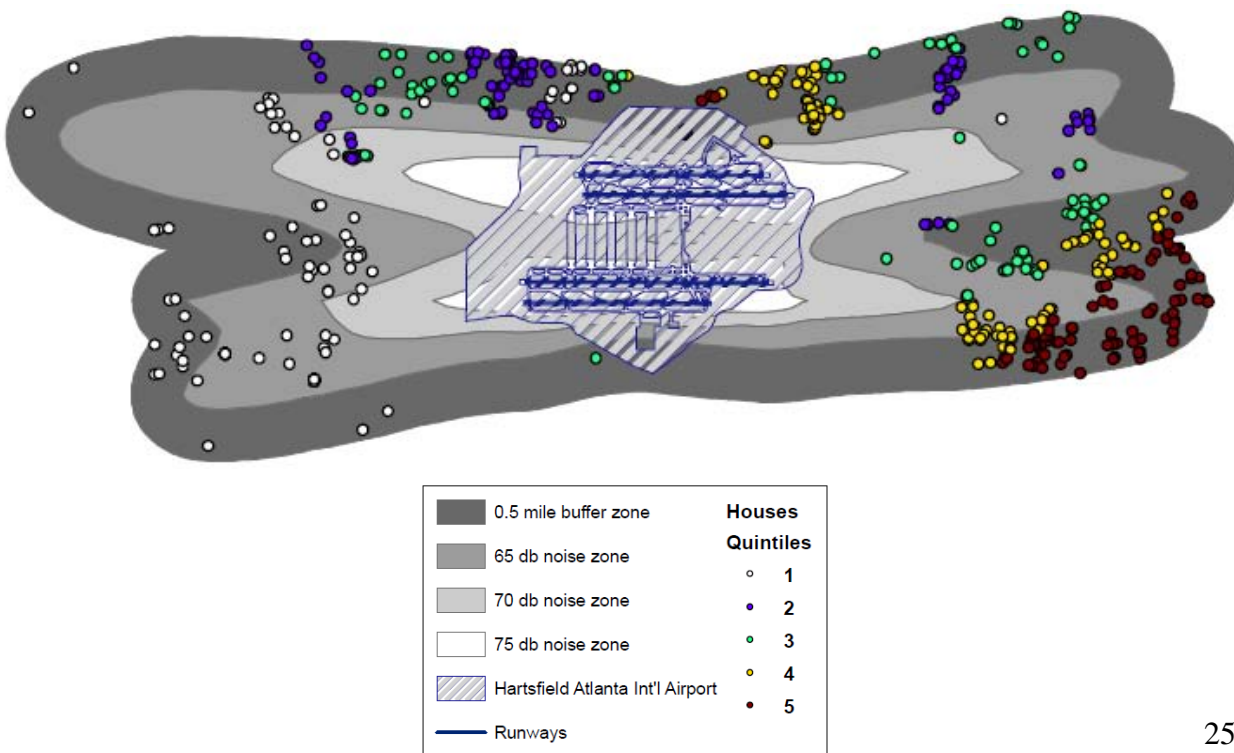 0.5 mile buffer zone
65 db noise zone
70 db noise zone
75 db noise zone
Hartsfield Atlanta Int'l Airport
Runways
Houses
Quintiles
1
2
3
4
5
25